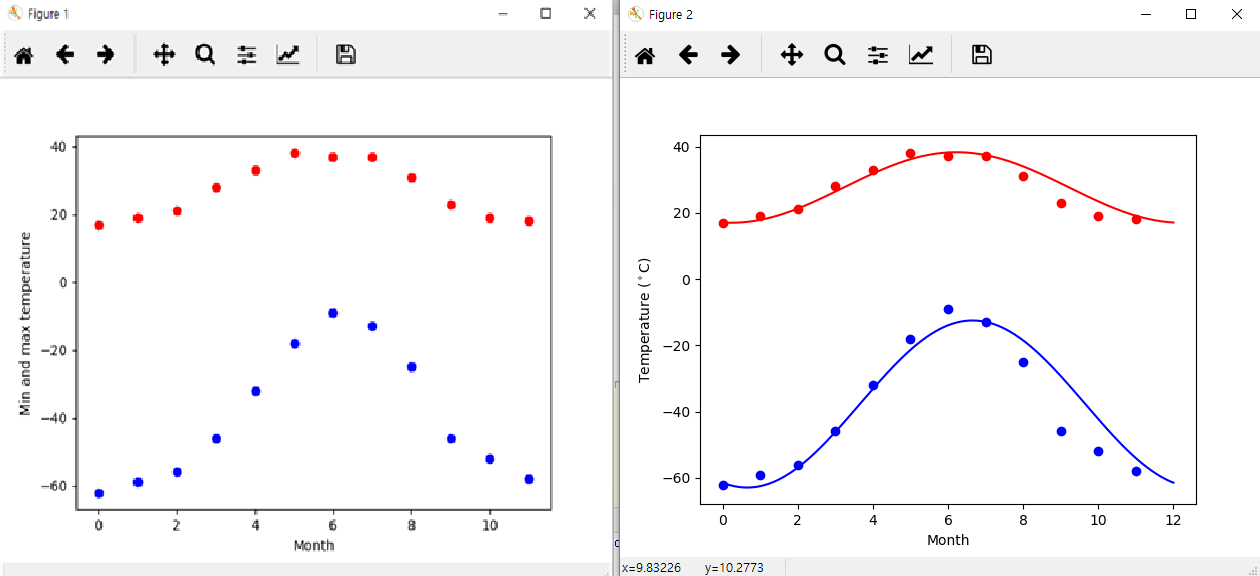 Figure 1
40
20
0
−20
−40
−60
Min and max temperature
0 2 4 6 8 10
Month
Figure 2
40
20
0
−20
−40
−60
Temperature (°C)
0 2 4 6 8 10 12
Month
x=9.83226 y=10.2773